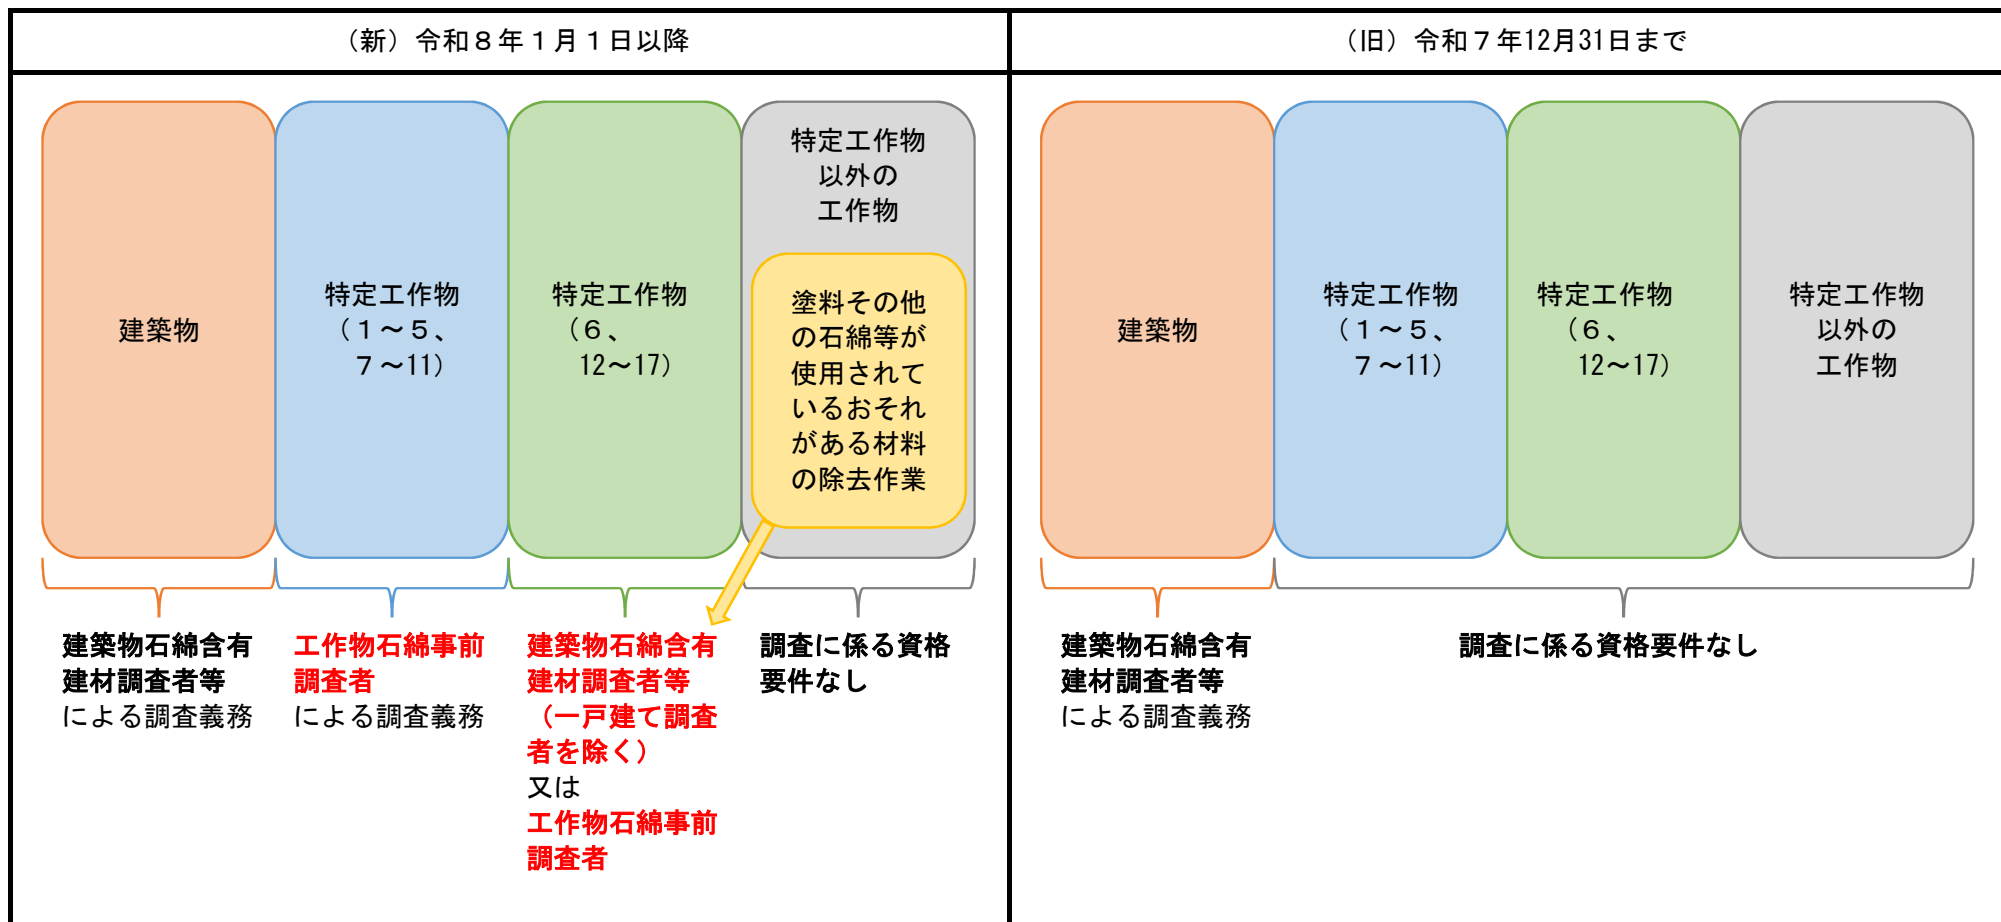 （新）令和８年１月１日以降
建築物
特定工作物
（１～５、
７～11）
特定工作物
（６、
12～17）
特定工作物
以外の
工作物
塗料その他
の石綿等が
使用されて
いるおそれ
がある材料
の除去作業
建築物石綿含有
建材調査者等
による調査義務
工作物石綿事前
調査者
による調査義務
建築物石綿含有
建材調査者等
（一戸建て調査
者を除く）
又は
工作物石綿事前
調査者
調査に係る資格
要件なし
（旧）令和７年12月31日まで
建築物
特定工作物
（１～５、
７～11）
特定工作物
（６、
12～17）
特定工作物
以外の
工作物
建築物石綿含有
建材調査者等
による調査義務
調査に係る資格要件なし